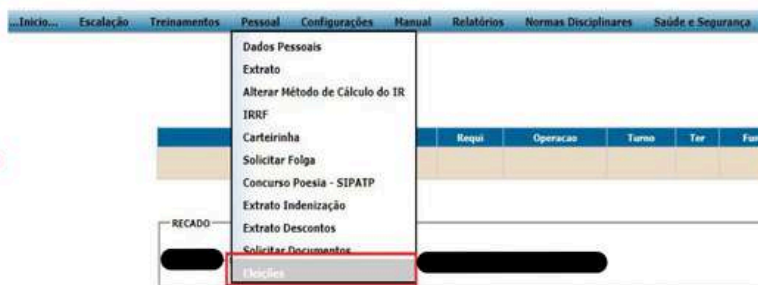 ...Inicio... Escalação Treinamentos Pessoal Configurações Manual Relatórios Normas Disciplinares Saúde e Segurança
Dados Pessoais
Extrato
Alterar Método de Cálculo do IR
IRRF
Carteirinha Requi Operacao Turno Ter
Solicitar Folga
Concurso Poesia - SIPATP
Extrato Indenização
RECADO Extrato Descontos
Solicitar Documentos
Eleições